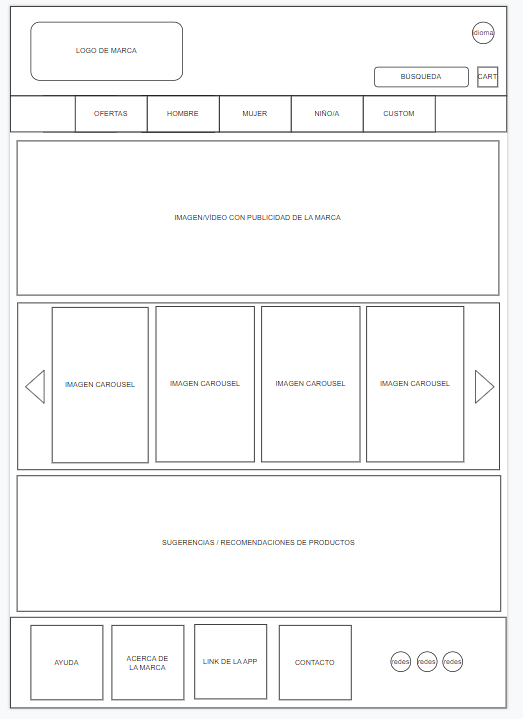 LOGO DE MARCA
idioma
BÚSQUEDA
CART
OFERTAS
HOMBRE
MUJER
NIÑO/A
CUSTOM
IMAGEN/VÍDEO CON PUBLICIDAD DE LA MARCA
IMAGEN CAROUSEL
IMAGEN CAROUSEL
IMAGEN CAROUSEL
IMAGEN CAROUSEL
SUGERENCIAS / RECOMENDACIONES DE PRODUCTOS
AYUDA
ACERCA DE
LA MARCA
LINK DE LA APP
CONTACTO
redes
redes
redes